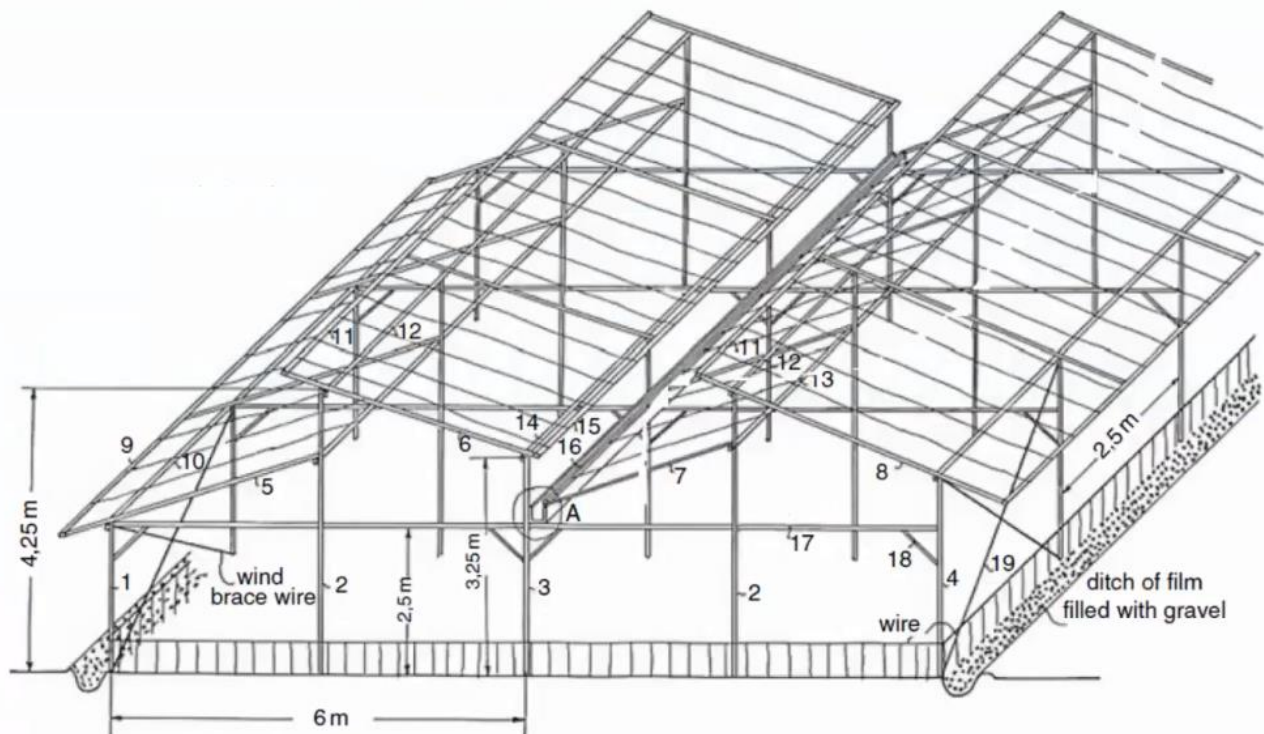 11
12
11
12
13
14
15
16
9
10
5
6
7
8
2,5 m
4,25 m
A
17
18
3,25 m
2,5 m
1
wind
brace wire
2
3
2
4
19
ditch of film
filled with gravel
wire
6 m